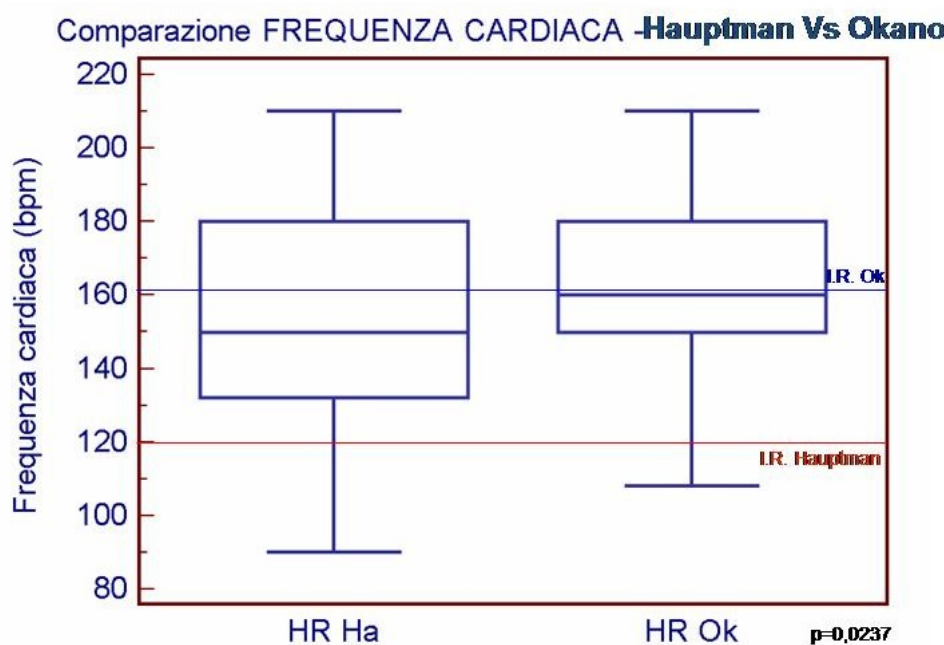 Comparazione FREQUENZA CARDIACA -Hauptman Vs Okano
Frequenza cardiaca (bpm)
220
200
180
160
140
120
100
80
I.R. Ok
I.R. Hauptman
HR Ha
HR Ok
p=0,0237